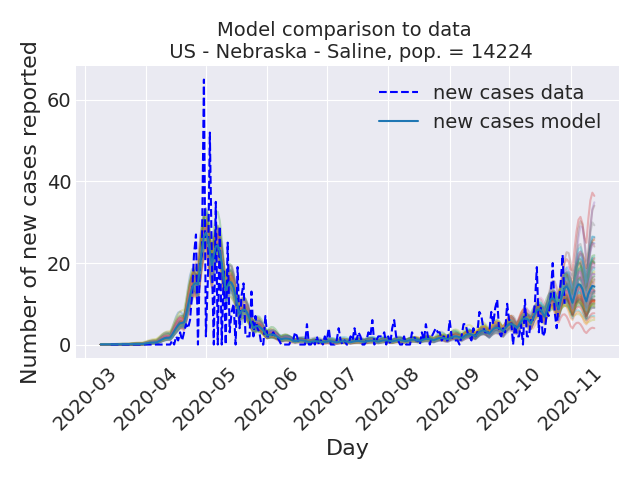 Model comparison to data
US - Nebraska - Saline, pop. = 14224
Number of new cases reported
60
40
20
0
new cases data
new cases model
2020-03
2020-04
2020-05
2020-06
2020-07
2020-08
2020-09
2020-10
2020-11
Day